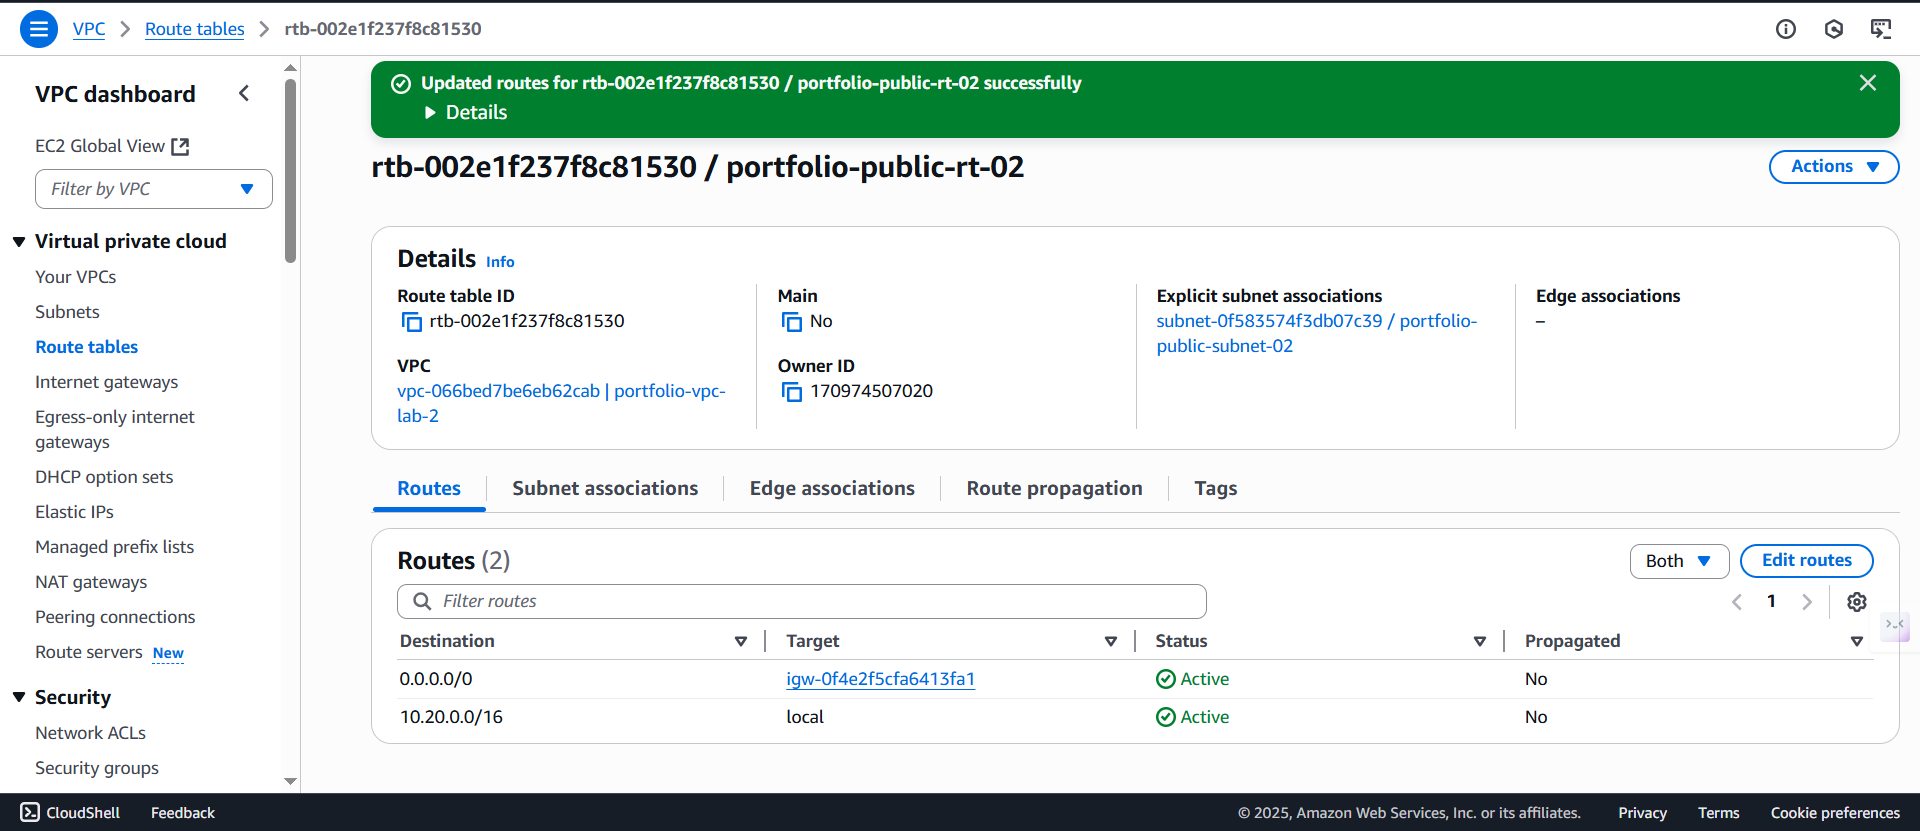 VPC > Route tables > rtb-002e1f237f8c81530
VPC dashboard
EC2 Global View
Filter by VPC
Virtual private cloud
Your VPCs
Subnets
Route tables
Internet gateways
Egress-only internet
gateways
DHCP option sets
Elastic IPs
Managed prefix lists
NAT gateways
Peering connections
Route servers New
Security
Network ACLs
Security groups
Updated routes for rtb-002e1f237f8c81530 / portfolio-public-rt-02 successfully
Details
rtb-002e1f237f8c81530 / portfolio-public-rt-02
Actions
Details Info
Route table ID
rtb-002e1f237f8c81530
VPC
vpc-066bed7be6eb62cab | portfolio-vpc-
lab-2
Main
No
Owner ID
170974507020
Explicit subnet associations
subnet-0f583574f3db07c39 / portfolio-
public-subnet-02
Edge associations
–
Routes Subnet associations Edge associations Route propagation Tags
Routes (2)
Both Edit routes
Filter routes
1
Destination Target Status Propagated
0.0.0.0/0 igw-0f4e2f5cfa6413fa1 Active No
10.20.0.0/16 local Active No
CloudShell Feedback © 2025, Amazon Web Services, Inc. or its affiliates. Privacy Terms Cookie preferences